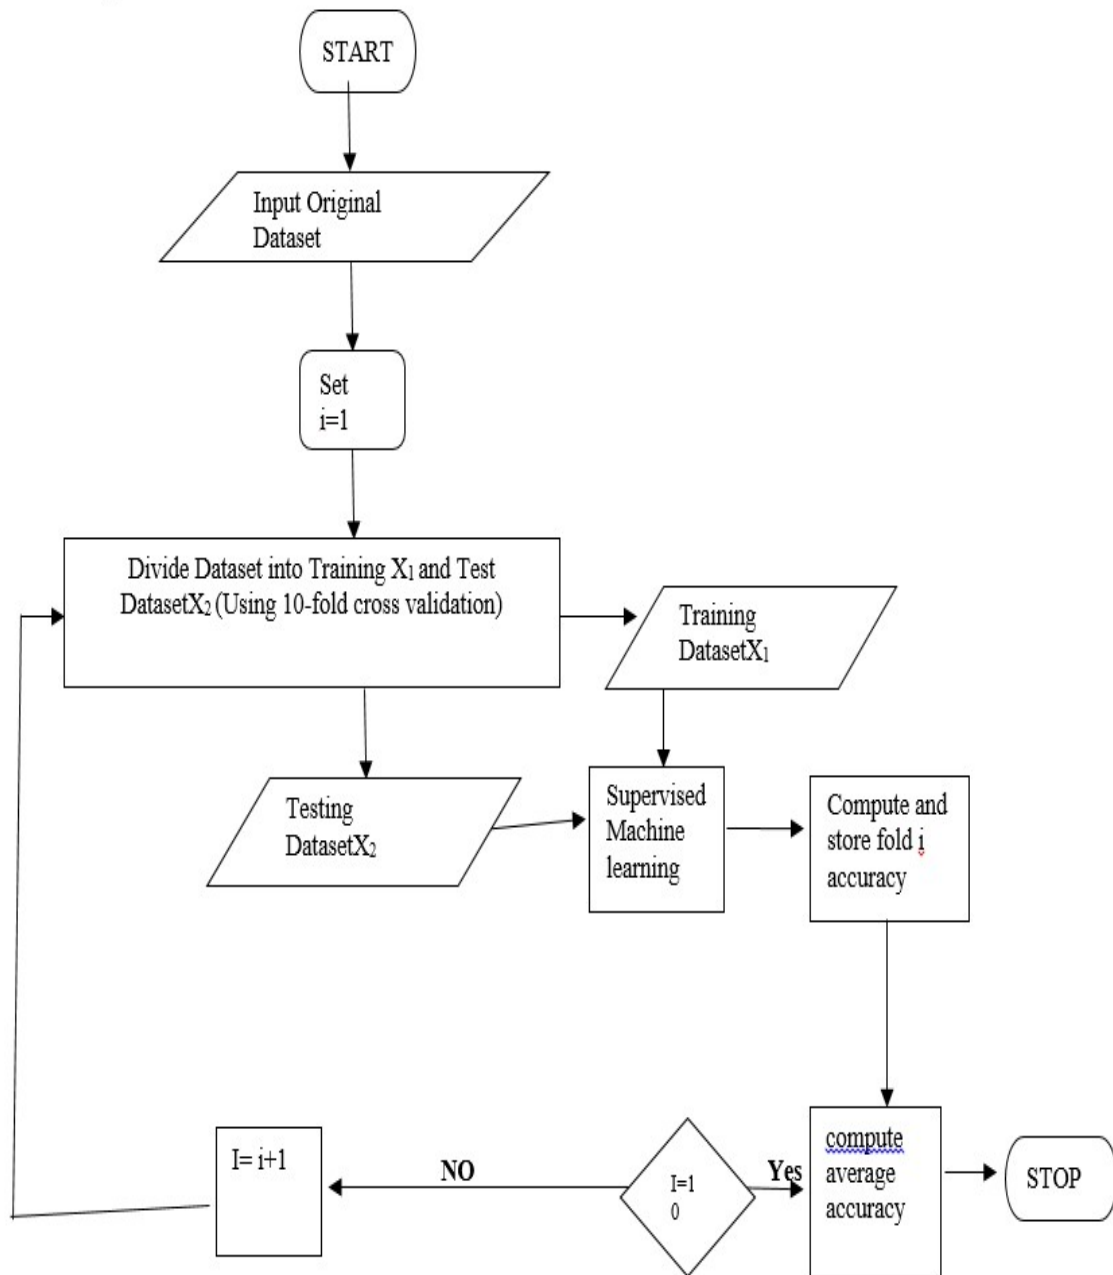 START
Input Original
Dataset
Set
i=1
Divide Dataset into Training X₁ and Test
DatasetX₂ (Using 10-fold cross validation)
Training
DatasetX₁
Testing
DatasetX₂
Supervised
Machine
learning
Compute and
store fold i
accuracy
I= i+1
NO
I=1
0
Yes
compute
average
accuracy
STOP